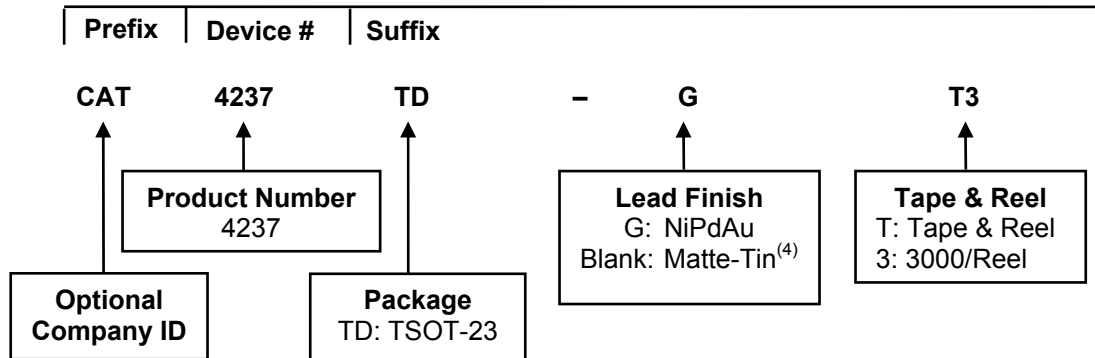 Prefix Device # Suffix
CAT 4237 TD – G T3
Product Number
4237
Lead Finish
G: NiPdAu
Blank: Matte-Tin(4)
Tape & Reel
T: Tape & Reel
3: 3000/Reel
Optional
Company ID
Package
TD: TSOT-23